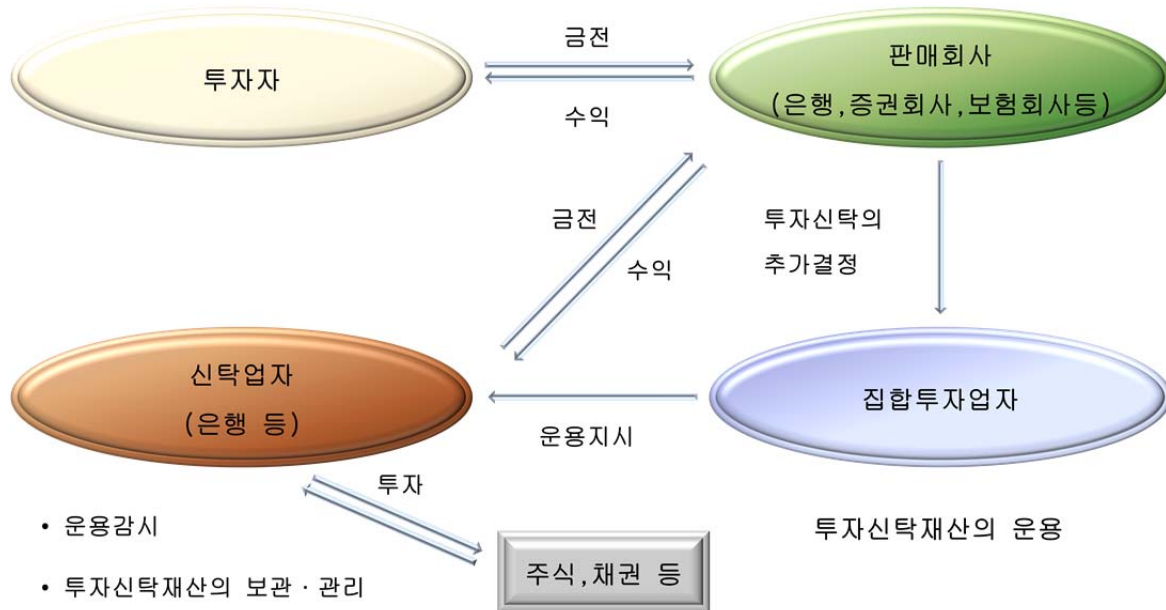 투자자
금전
수익
판매회사
(은행,증권회사,보험회사등)
금전
수익
투자신탁의
추가결정
신탁업자
(은행 등)
운용지시
집합투자업자
투자
• 운용감시
• 투자신탁재산의 보관·관리
주식,채권 등
투자신탁재산의 운용